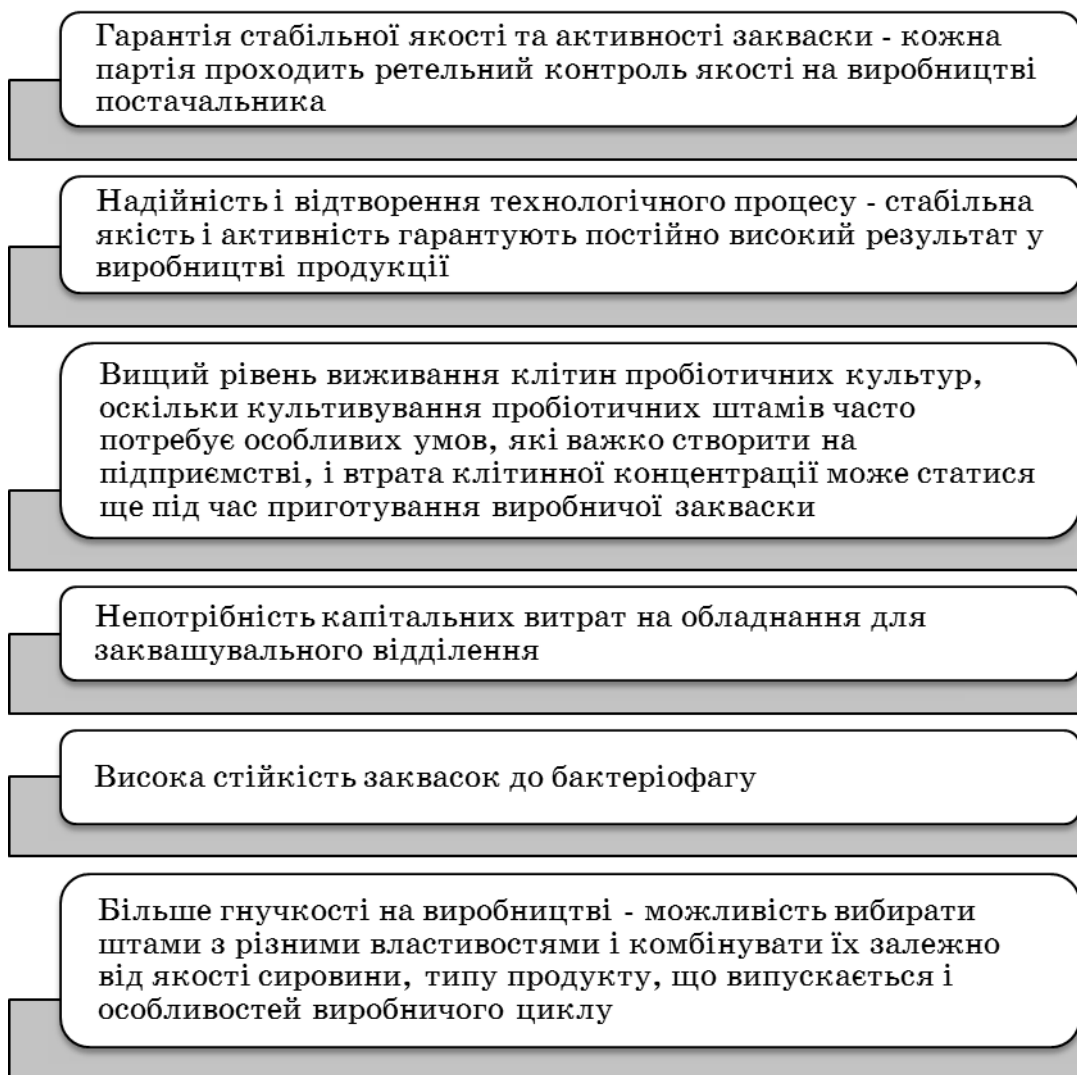 Гарантія стабільної якості та активності закваски - кожна
партія проходить ретельний контроль якості на виробництві
постачальника
Надійність і відтворення технологічного процесу - стабільна
якість і активність гарантують постійно високий результат у
виробництві продукції
Вищий рівень виживання клітин пробіотичних культур,
оскільки культивування пробіотичних штамів часто
потребує особливих умов, які важко створити на
підприємстві, і втрата клітинної концентрації може статися
ще під час приготування виробничої закваски
Непотрібність капітальних витрат на обладнання для
заквашувального відділення
Висока стійкість заквасок до бактеріофагу
Більше гнучкості на виробництві - можливість вибирати
штами з різними властивостями і комбінувати їх залежно
від якості сировини, типу продукту, що випускається і
особливостей виробничого циклу